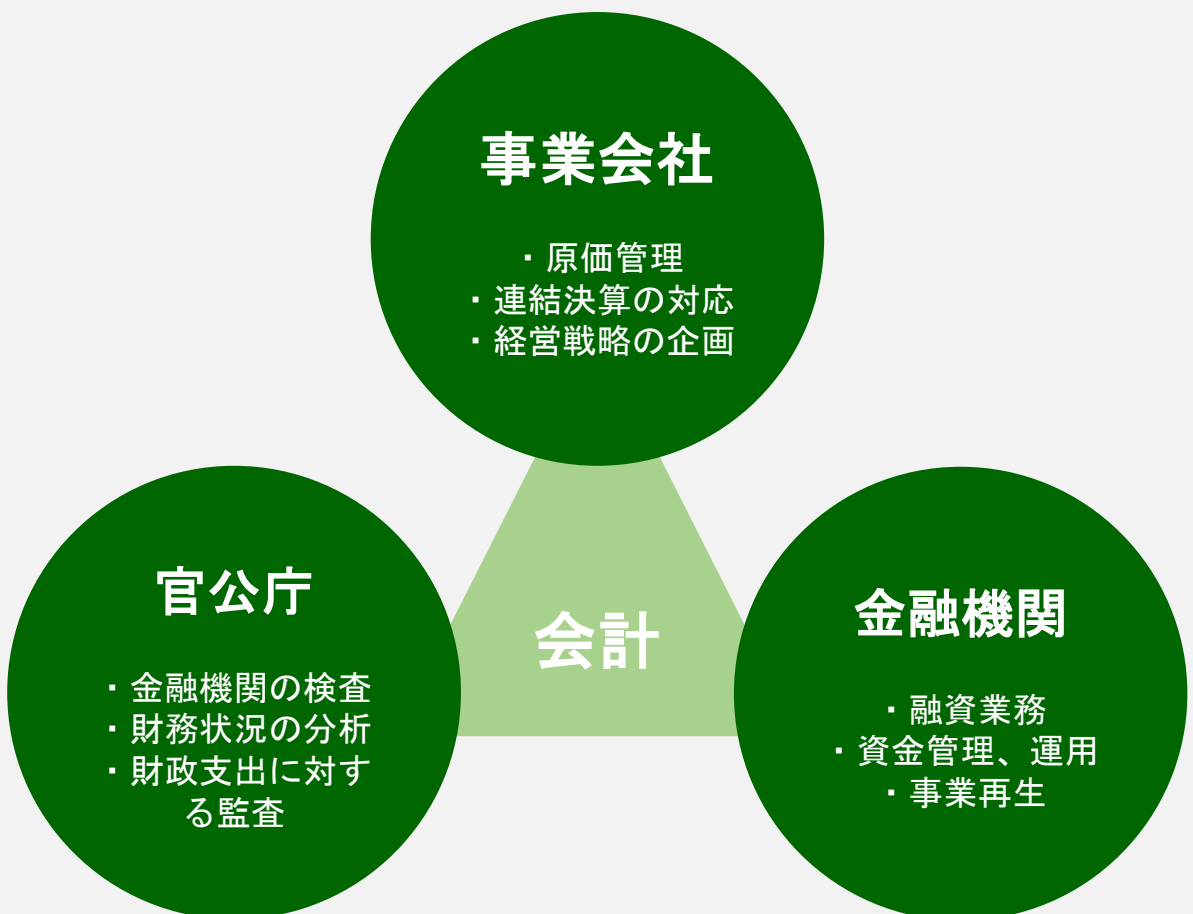 事業会社
・原価管理
・連結決算の対応
・経営戦略の企画
官公庁
・金融機関の検査
・財務状況の分析
・財政支出に対す
る監査
会計
金融機関
・融資業務
・資金管理、運用
・事業再生